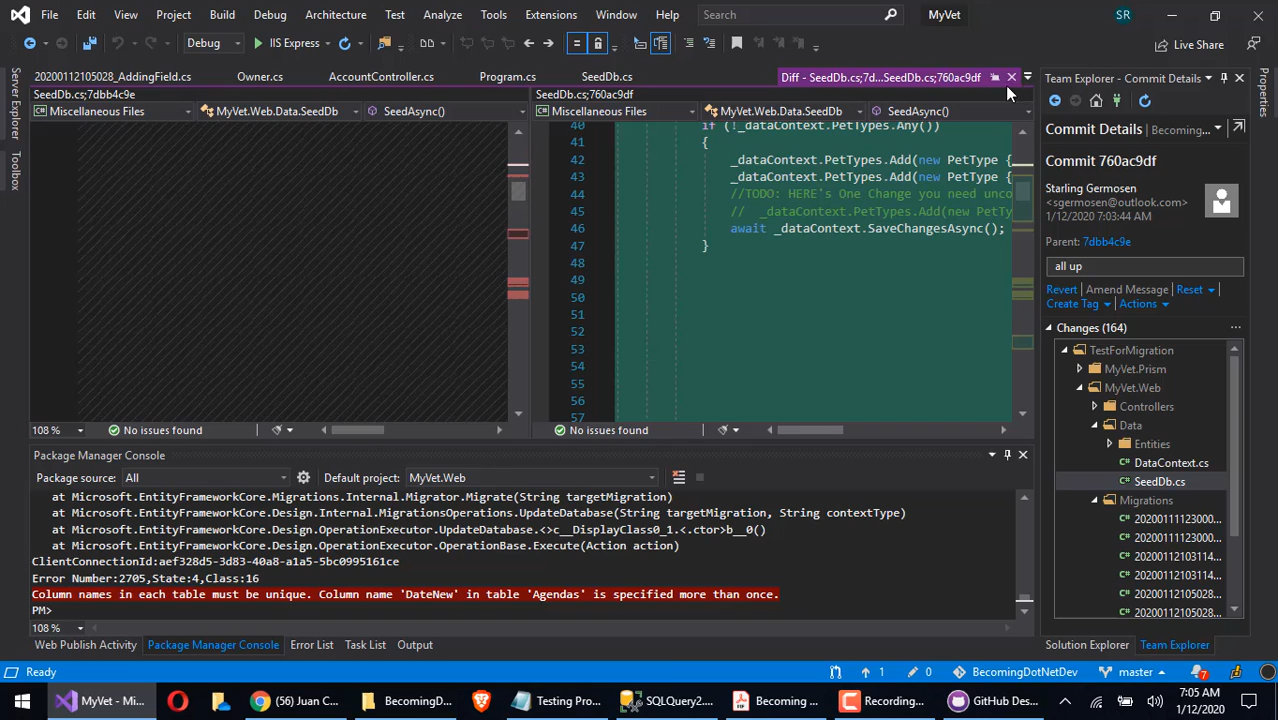 File Edit View Project Build Debug Architecture Test Analyze Tools Extensions Window Help Search MyVet SR
Debug IIS Express Live Share
20200112105028_AddingField.cs Owner.cs AccountController.cs Program.cs SeedDb.cs Diff - SeedDb.cs;7d...SeedDb.cs;760ac9df
Server Explorer
Toolbox
SeedDb.cs;7dbb4c9e
Miscellaneous Files MyVet.Web.Data.SeedDb SeedAsync()
SeedDb.cs;760ac9df
Miscellaneous Files MyVet.Web.Data.SeedDb SeedAsync()
40 if (!_dataContext.PetTypes.Any())
41 {
42 _dataContext.PetTypes.Add(new PetType {
43 _dataContext.PetTypes.Add(new PetType {
44 //TODO: HERE's One Change you need unco
45 // _dataContext.PetTypes.Add(new PetTy
46 await _dataContext.SaveChangesAsync();
47 }
48
49
50
51
52
53
54
55
56
57
108 % No issues found
108 % No issues found
Package Manager Console
Package source: All Default project: MyVet.Web
at Microsoft.EntityFrameworkCore.Migrations.Internal.Migrator.Migrate(String targetMigration)
at Microsoft.EntityFrameworkCore.Design.Internal.MigrationsOperations.UpdateDatabase(String targetMigration, String contextType)
at Microsoft.EntityFrameworkCore.Design.OperationExecutor.UpdateDatabase.<>c__DisplayClass0_1.<.ctor>b__0()
at Microsoft.EntityFrameworkCore.Design.OperationExecutor.OperationBase.Execute(Action action)
ClientConnectionId:aef328d5-3d83-40a8-a1a5-5bc0995161ce
Error Number:2705,State:4,Class:16
Column names in each table must be unique. Column name 'DateNew' in table 'Agendas' is specified more than once.
PM>
108 %
Web Publish Activity Package Manager Console Error List Task List Output
Team Explorer - Commit Details
Commit Details Becoming...
Commit 760ac9df
Starling Germosen
<sgermosen@outlook.com>
1/12/2020 7:03:44 AM
Parent: 7dbb4c9e
all up
Revert Amend Message Reset
Create Tag Actions
Changes (164)
TestForMigration
MyVet.Prism
MyVet.Web
Controllers
Data
Entities
DataContext.cs
SeedDb.cs
Migrations
20200111123000...
20200111123000...
20200112103114...
20200112103114...
20200112105028...
20200112105028...
Solution Explorer Team Explorer
Properties
Ready 1 0 BecomingDotNetDev master 7
MyVet - Mi... (56) Juan C... BecomingD... Testing Pro... SQLQuery2.... Becoming ... Recording... GitHub Des... 7:05 AM
1/12/2020